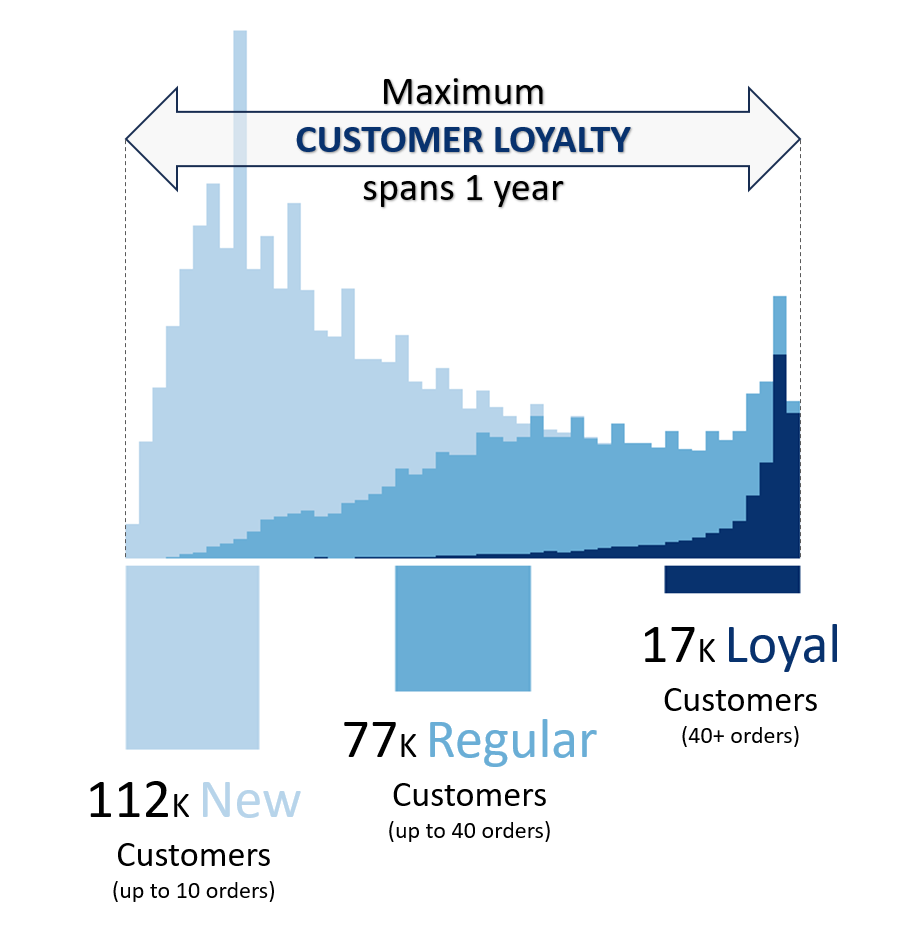 Maximum
CUSTOMER LOYALTY
spans 1 year
112K New
Customers
(up to 10 orders)
77K Regular
Customers
(up to 40 orders)
17K Loyal
Customers
(40+ orders)